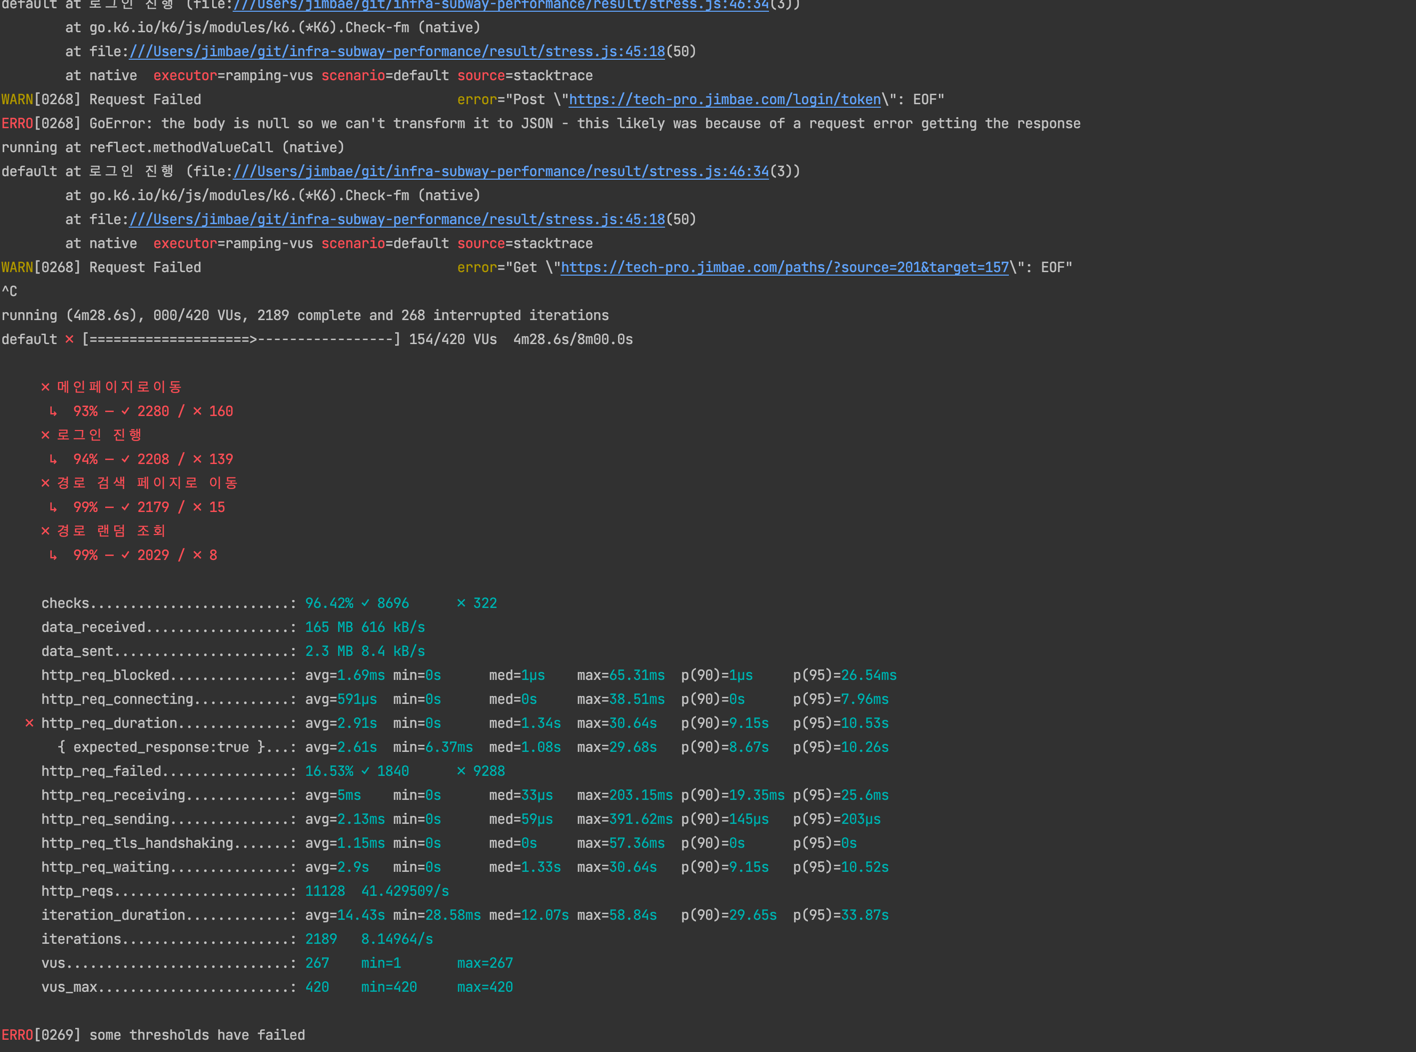 default at 로그인 진행 (file:///Users/jimbae/git/infra-subway-performance/result/stress.js:46:34(3))
at go.k6.io/k6/js/modules/k6.(*K6).Check-fm (native)
at file:///Users/jimbae/git/infra-subway-performance/result/stress.js:45:18(50)
at native  executor=ramping-vus scenario=default source=stacktrace
WARN[0268] Request Failed                                error="Post \"https://tech-pro.jimbae.com/login/token\": EOF"
ERRO[0268] GoError: the body is null so we can't transform it to JSON - this likely was because of a request error getting the response
running at reflect.methodValueCall (native)
default at 로그인 진행 (file:///Users/jimbae/git/infra-subway-performance/result/stress.js:46:34(3))
at go.k6.io/k6/js/modules/k6.(*K6).Check-fm (native)
at file:///Users/jimbae/git/infra-subway-performance/result/stress.js:45:18(50)
at native  executor=ramping-vus scenario=default source=stacktrace
WARN[0268] Request Failed                                error="Get \"https://tech-pro.jimbae.com/paths/?source=201&target=157\": EOF"
^C
running (4m28.6s), 000/420 VUs, 2189 complete and 268 interrupted iterations
default ✗ [====================>-----------------] 154/420 VUs  4m28.6s/8m00.0s
✗ 메인페이지로이동
↳  93% — ✓ 2280 / ✗ 160
✗ 로그인 진행
↳  94% — ✓ 2208 / ✗ 139
✗ 경로 검색 페이지로 이동
↳  99% — ✓ 2179 / ✗ 15
✗ 경로 랜덤 조회
↳  99% — ✓ 2029 / ✗ 8
checks.........................: 96.42% ✓ 8696      ✗ 322
data_received..................: 165 MB 616 kB/s
data_sent......................: 2.3 MB 8.4 kB/s
http_req_blocked...............: avg=1.69ms min=0s      med=1µs    max=65.31ms  p(90)=1µs     p(95)=26.54ms
http_req_connecting............: avg=591µs  min=0s      med=0s     max=38.51ms  p(90)=0s      p(95)=7.96ms
✗ http_req_duration..............: avg=2.91s  min=0s      med=1.34s  max=30.64s   p(90)=9.15s   p(95)=10.53s
{ expected_response:true }...: avg=2.61s  min=6.37ms  med=1.08s  max=29.68s   p(90)=8.67s   p(95)=10.26s
http_req_failed................: 16.53% ✓ 1840      ✗ 9288
http_req_receiving.............: avg=5ms    min=0s      med=33µs   max=203.15ms p(90)=19.35ms p(95)=25.6ms
http_req_sending...............: avg=2.13ms min=0s      med=59µs   max=391.62ms p(90)=145µs   p(95)=203µs
http_req_tls_handshaking.......: avg=1.15ms min=0s      med=0s     max=57.36ms  p(90)=0s      p(95)=0s
http_req_waiting...............: avg=2.9s   min=0s      med=1.33s  max=30.64s   p(90)=9.15s   p(95)=10.52s
http_reqs......................: 11128  41.429509/s
iteration_duration.............: avg=14.43s min=28.58ms med=12.07s max=58.84s   p(90)=29.65s  p(95)=33.87s
iterations.....................: 2189   8.14964/s
vus............................: 267    min=1       max=267
vus_max........................: 420    min=420     max=420
ERRO[0269] some thresholds have failed